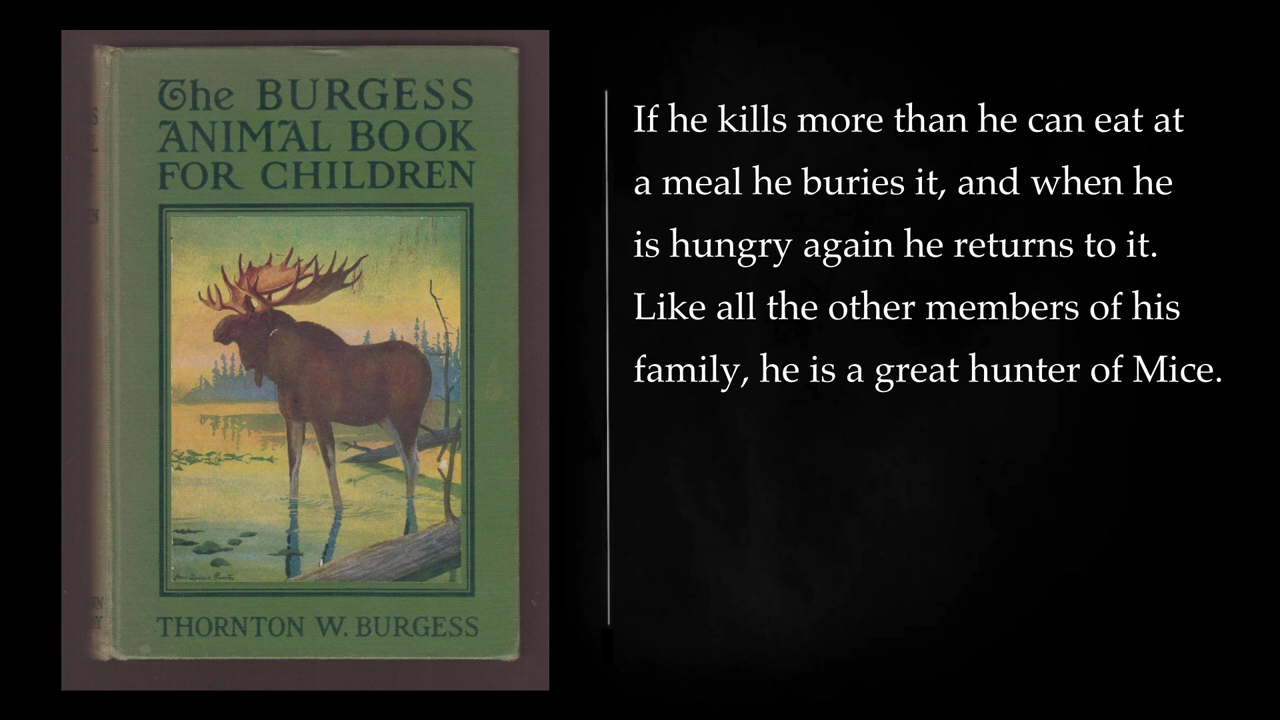 The BURGESS
ANIMAL BOOK
FOR CHILDREN
THORNTON W. BURGESS
If he kills more than he can eat at
a meal he buries it, and when he
is hungry again he returns to it.
Like all the other members of his
family, he is a great hunter of Mice.